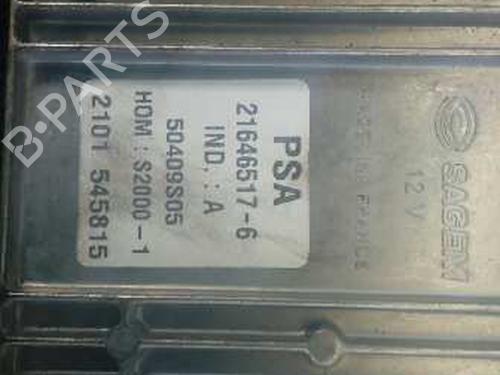 PSA
21646517-6
IND. : A
50409S05
HOM : S2000-1
2101 545815
SAGEM
12 V
MADE IN FRANCE
B-PARTS